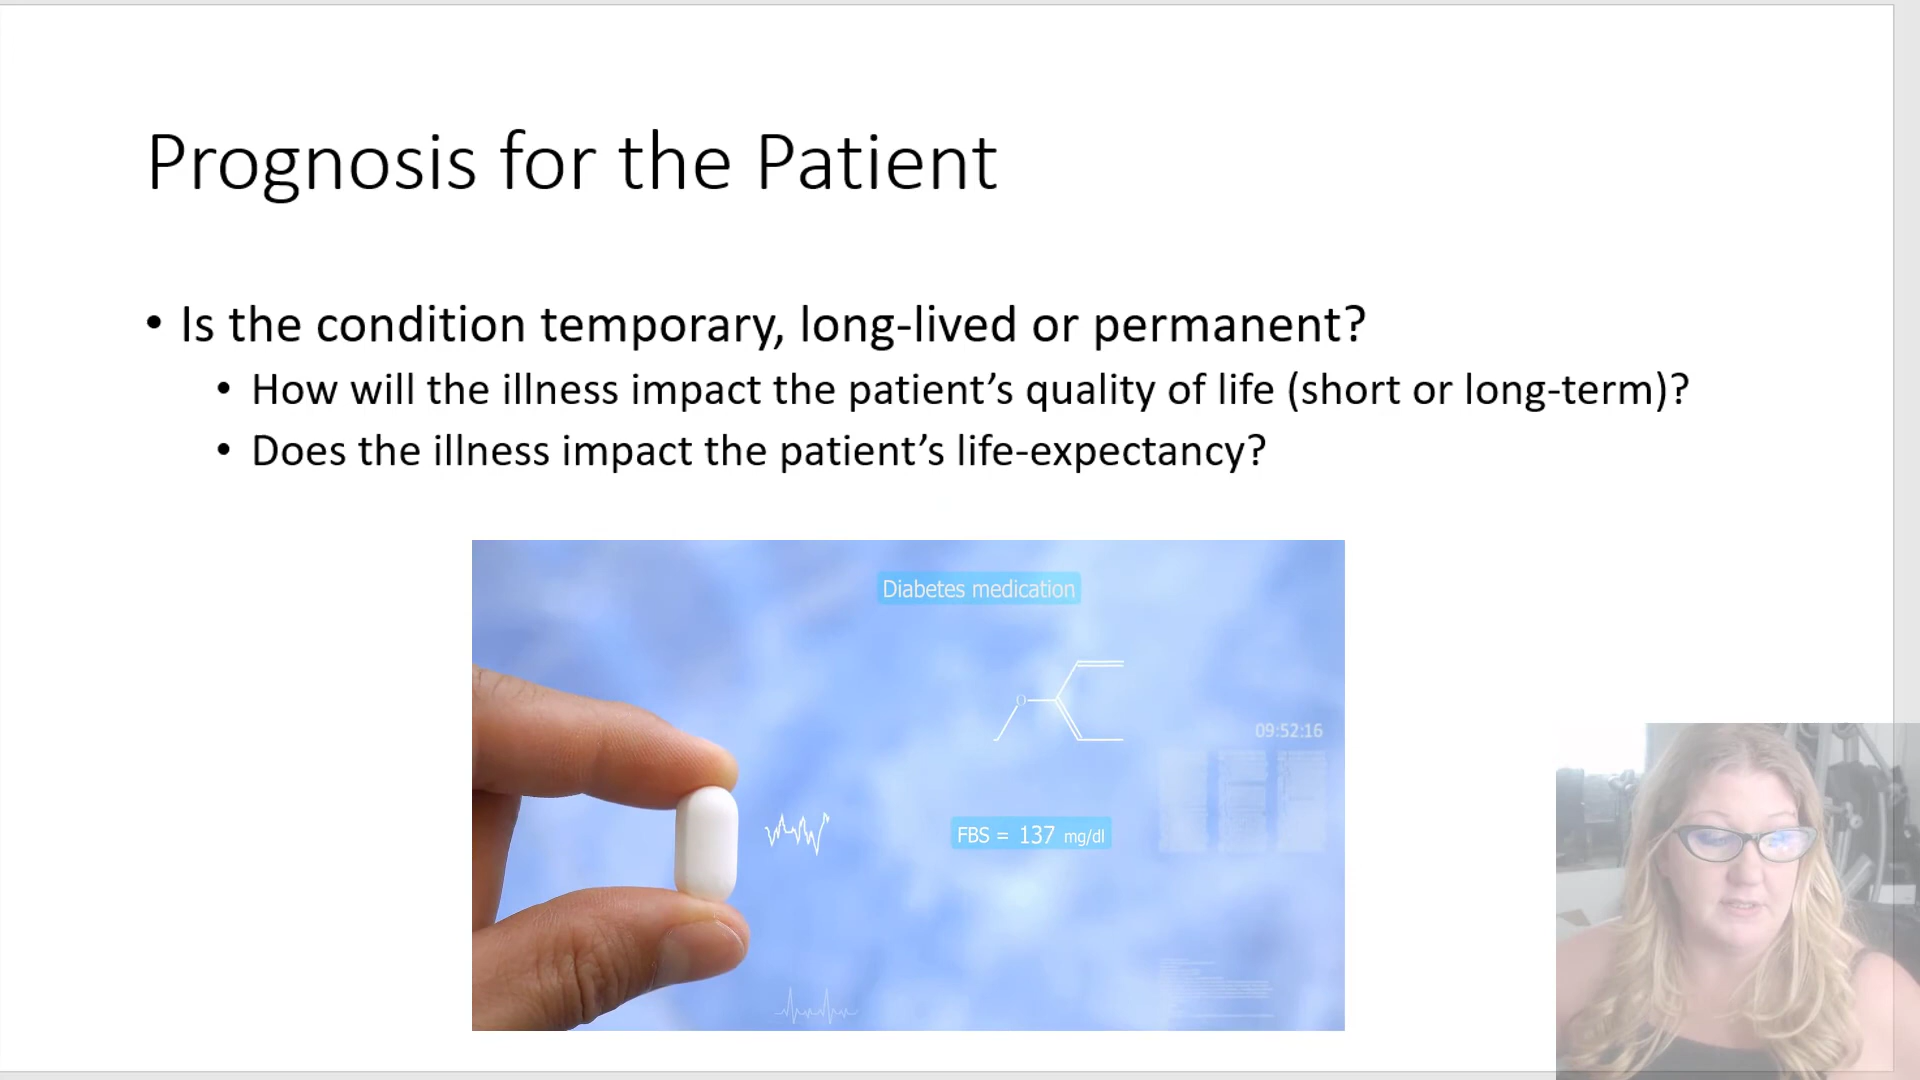 Prognosis for the Patient
• Is the condition temporary, long-lived or permanent?
• How will the illness impact the patient’s quality of life (short or long-term)?
• Does the illness impact the patient’s life-expectancy?
Diabetes medication
O
09:52:16
FBS = 137 mg/dl